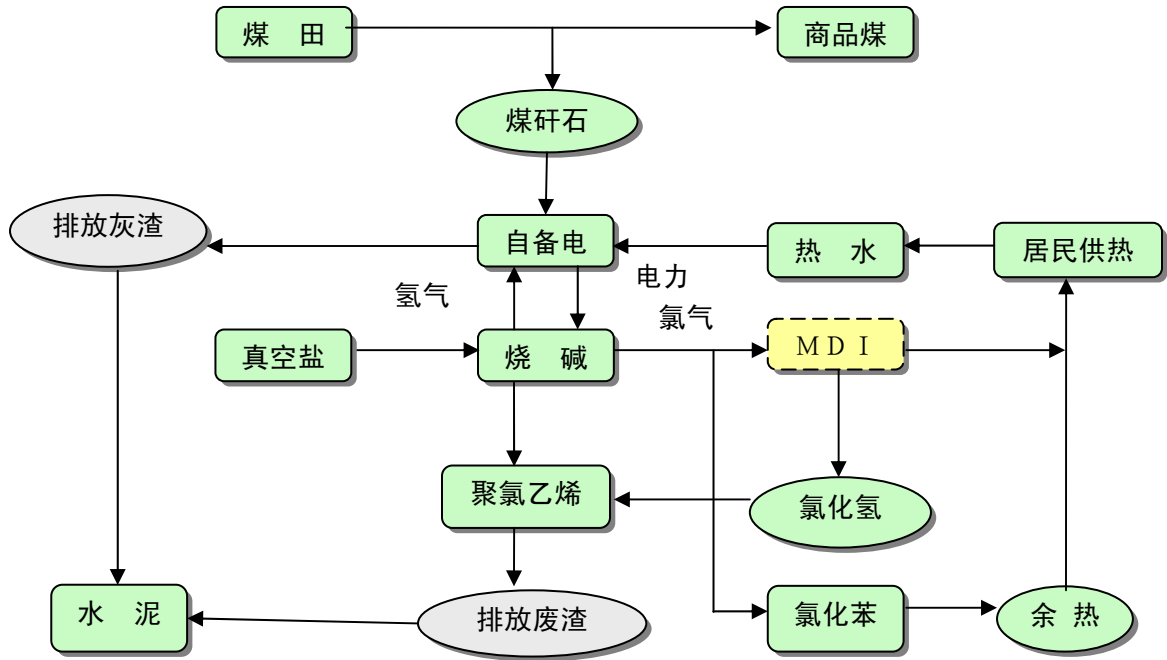 煤　田
商品煤
煤矸石
排放灰渣
自备电
热　水
居民供热
电力
氢气
氯气
真空盐
烧　碱
ＭＤＩ
聚氯乙烯
氯化氢
水　泥
排放废渣
氯化苯
余 热